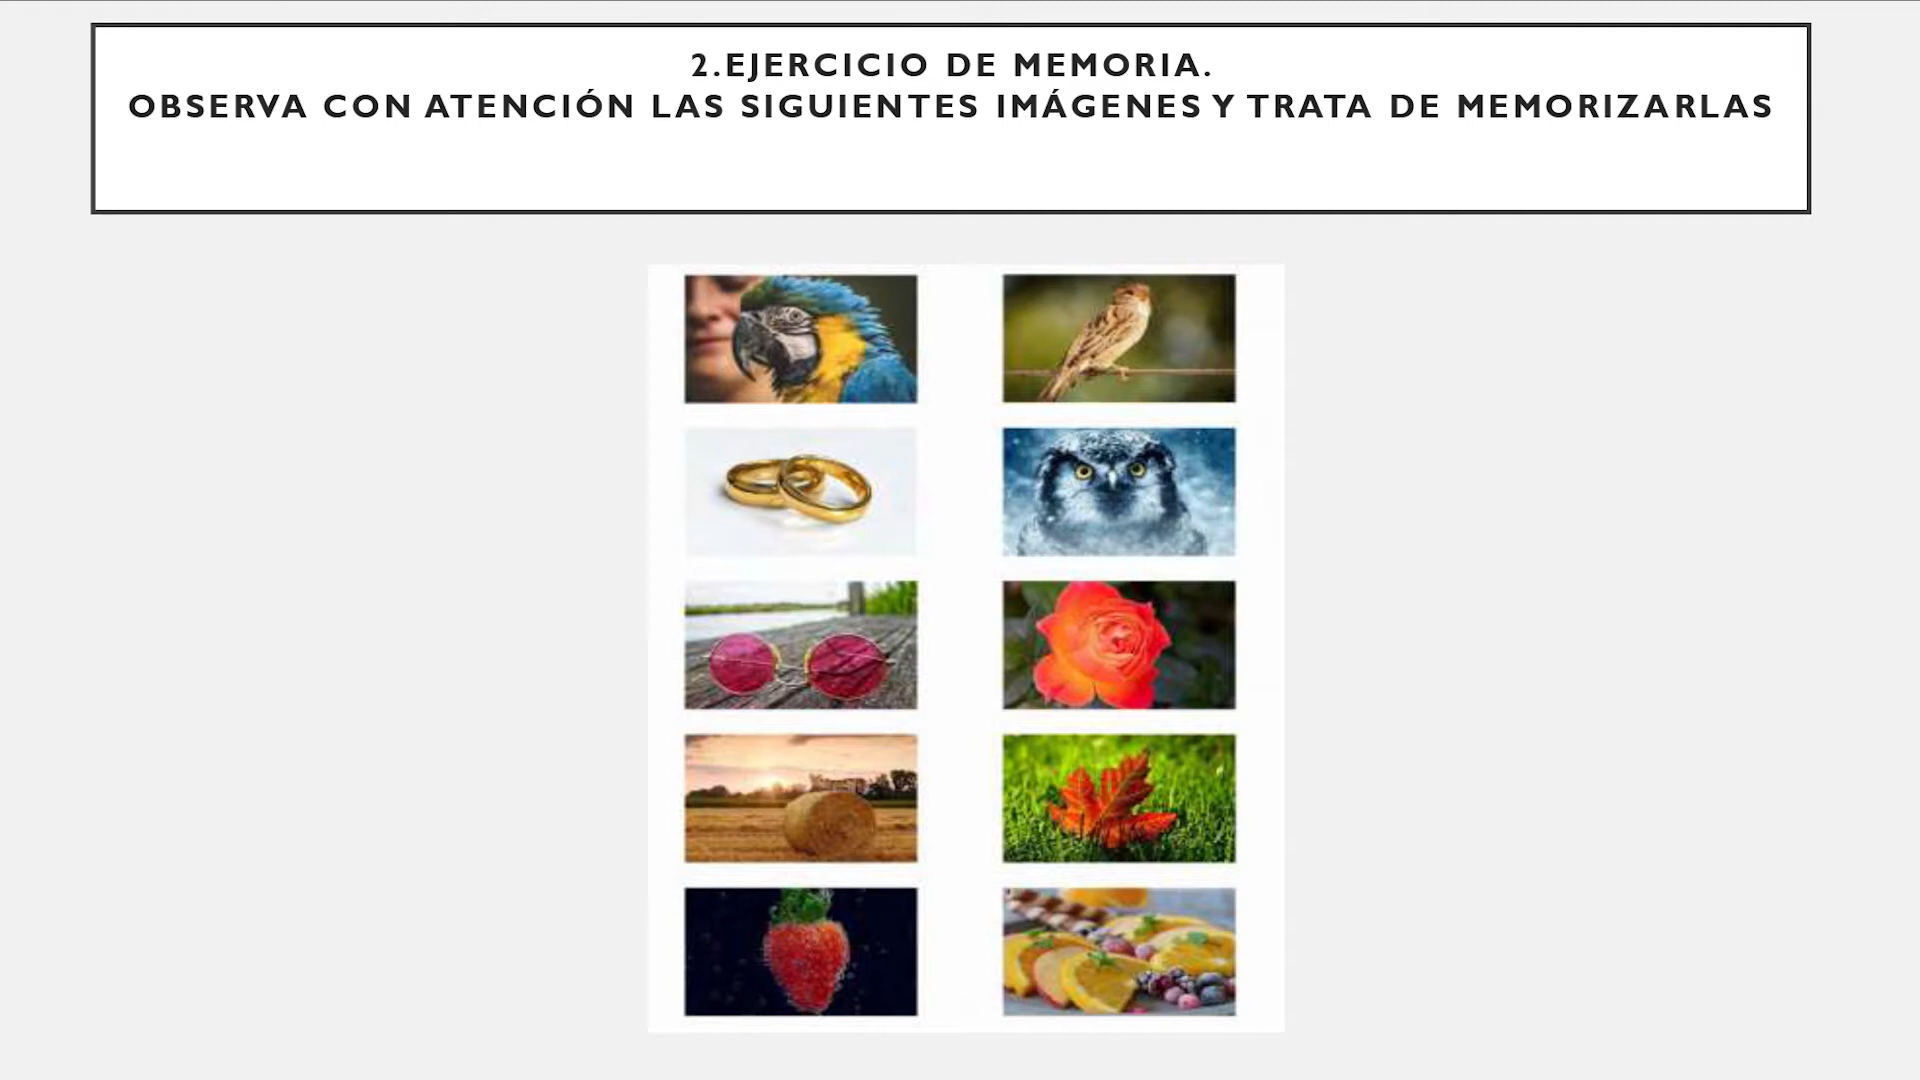 2.EJERCICIO DE MEMORIA.
OBSERVA CON ATENCIÓN LAS SIGUIENTES IMÁGENES Y TRATA DE MEMORIZARLAS